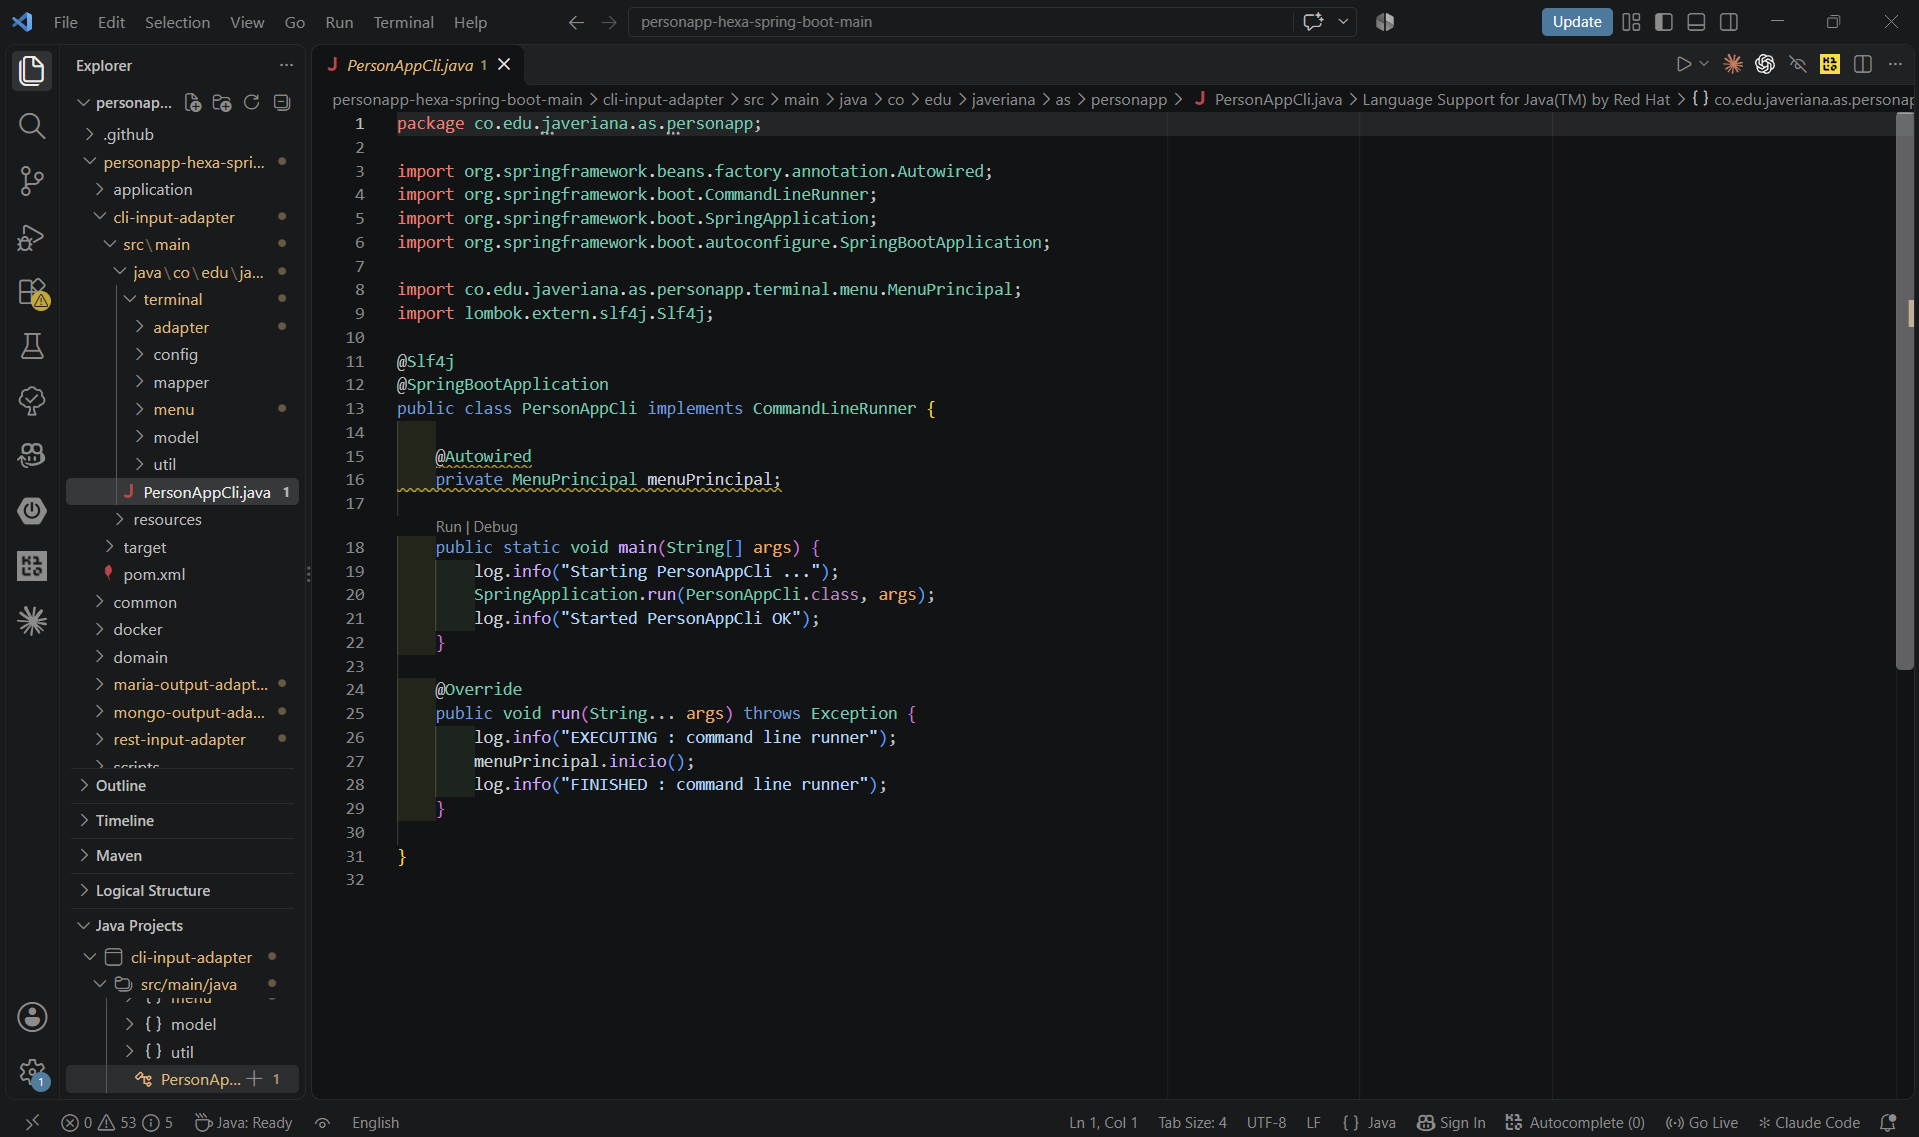 File Edit Selection View Go Run Terminal Help
personapp-hexa-spring-boot-main
Update
Explorer
PersonAppCli.java 1
personapp-hexa-spring-boot-main > cli-input-adapter > src > main > java > co > edu > javeriana > as > personapp > PersonAppCli.java > Language Support for Java(TM) by Red Hat > {} co.edu.javeriana.as.personap
personap...
.github
personapp-hexa-spri...
application
cli-input-adapter
src\main
java\co\edu\ja...
terminal
adapter
config
mapper
menu
model
util
PersonAppCli.java 1
resources
target
pom.xml
common
docker
domain
maria-output-adapt...
mongo-output-ada...
rest-input-adapter
scripts
Outline
Timeline
Maven
Logical Structure
Java Projects
cli-input-adapter
src/main/java
{} menu
{} model
{} util
PersonAp... 1
1 package co.edu.javeriana.as.personapp;
2
3 import org.springframework.beans.factory.annotation.Autowired;
4 import org.springframework.boot.CommandLineRunner;
5 import org.springframework.boot.SpringApplication;
6 import org.springframework.boot.autoconfigure.SpringBootApplication;
7
8 import co.edu.javeriana.as.personapp.terminal.menu.MenuPrincipal;
9 import lombok.extern.slf4j.Slf4j;
10
11 @Slf4j
12 @SpringBootApplication
13 public class PersonAppCli implements CommandLineRunner {
14
15 @Autowired
16 private MenuPrincipal menuPrincipal;
17
Run | Debug
18 public static void main(String[] args) {
19 log.info("Starting PersonAppCli ...");
20 SpringApplication.run(PersonAppCli.class, args);
21 log.info("Started PersonAppCli OK");
22 }
23
24 @Override
25 public void run(String... args) throws Exception {
26 log.info("EXECUTING : command line runner");
27 menuPrincipal.inicio();
28 log.info("FINISHED : command line runner");
29 }
30
31 }
32
1
0 53 5 Java: Ready English Ln 1, Col 1 Tab Size: 4 UTF-8 LF {} Java Sign In Autocomplete (0) Go Live Claude Code